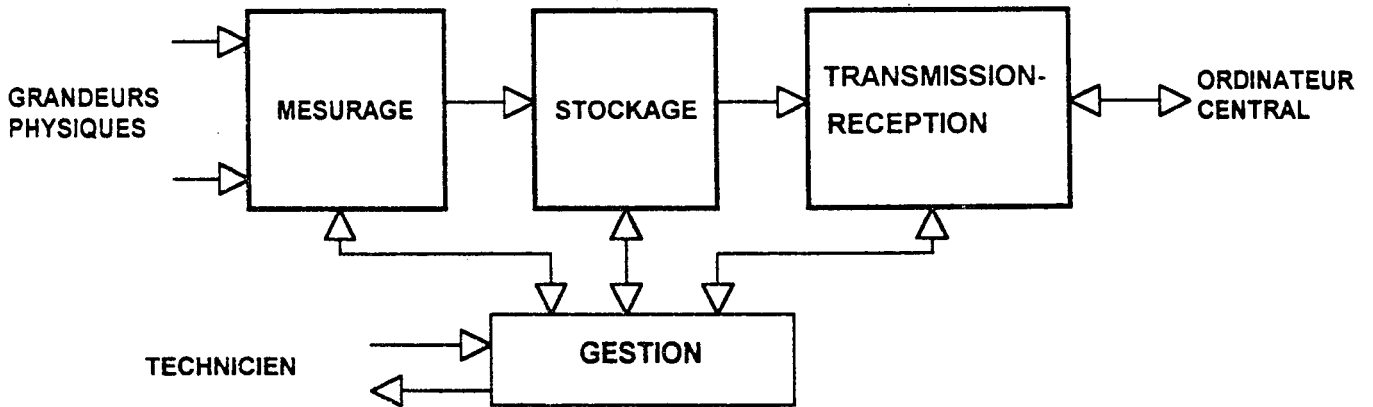 GRANDEURS
PHYSIQUES
MESURAGE
STOCKAGE
TRANSMISSION-
RECEPTION
ORDINATEUR
CENTRAL
TECHNICIEN
GESTION